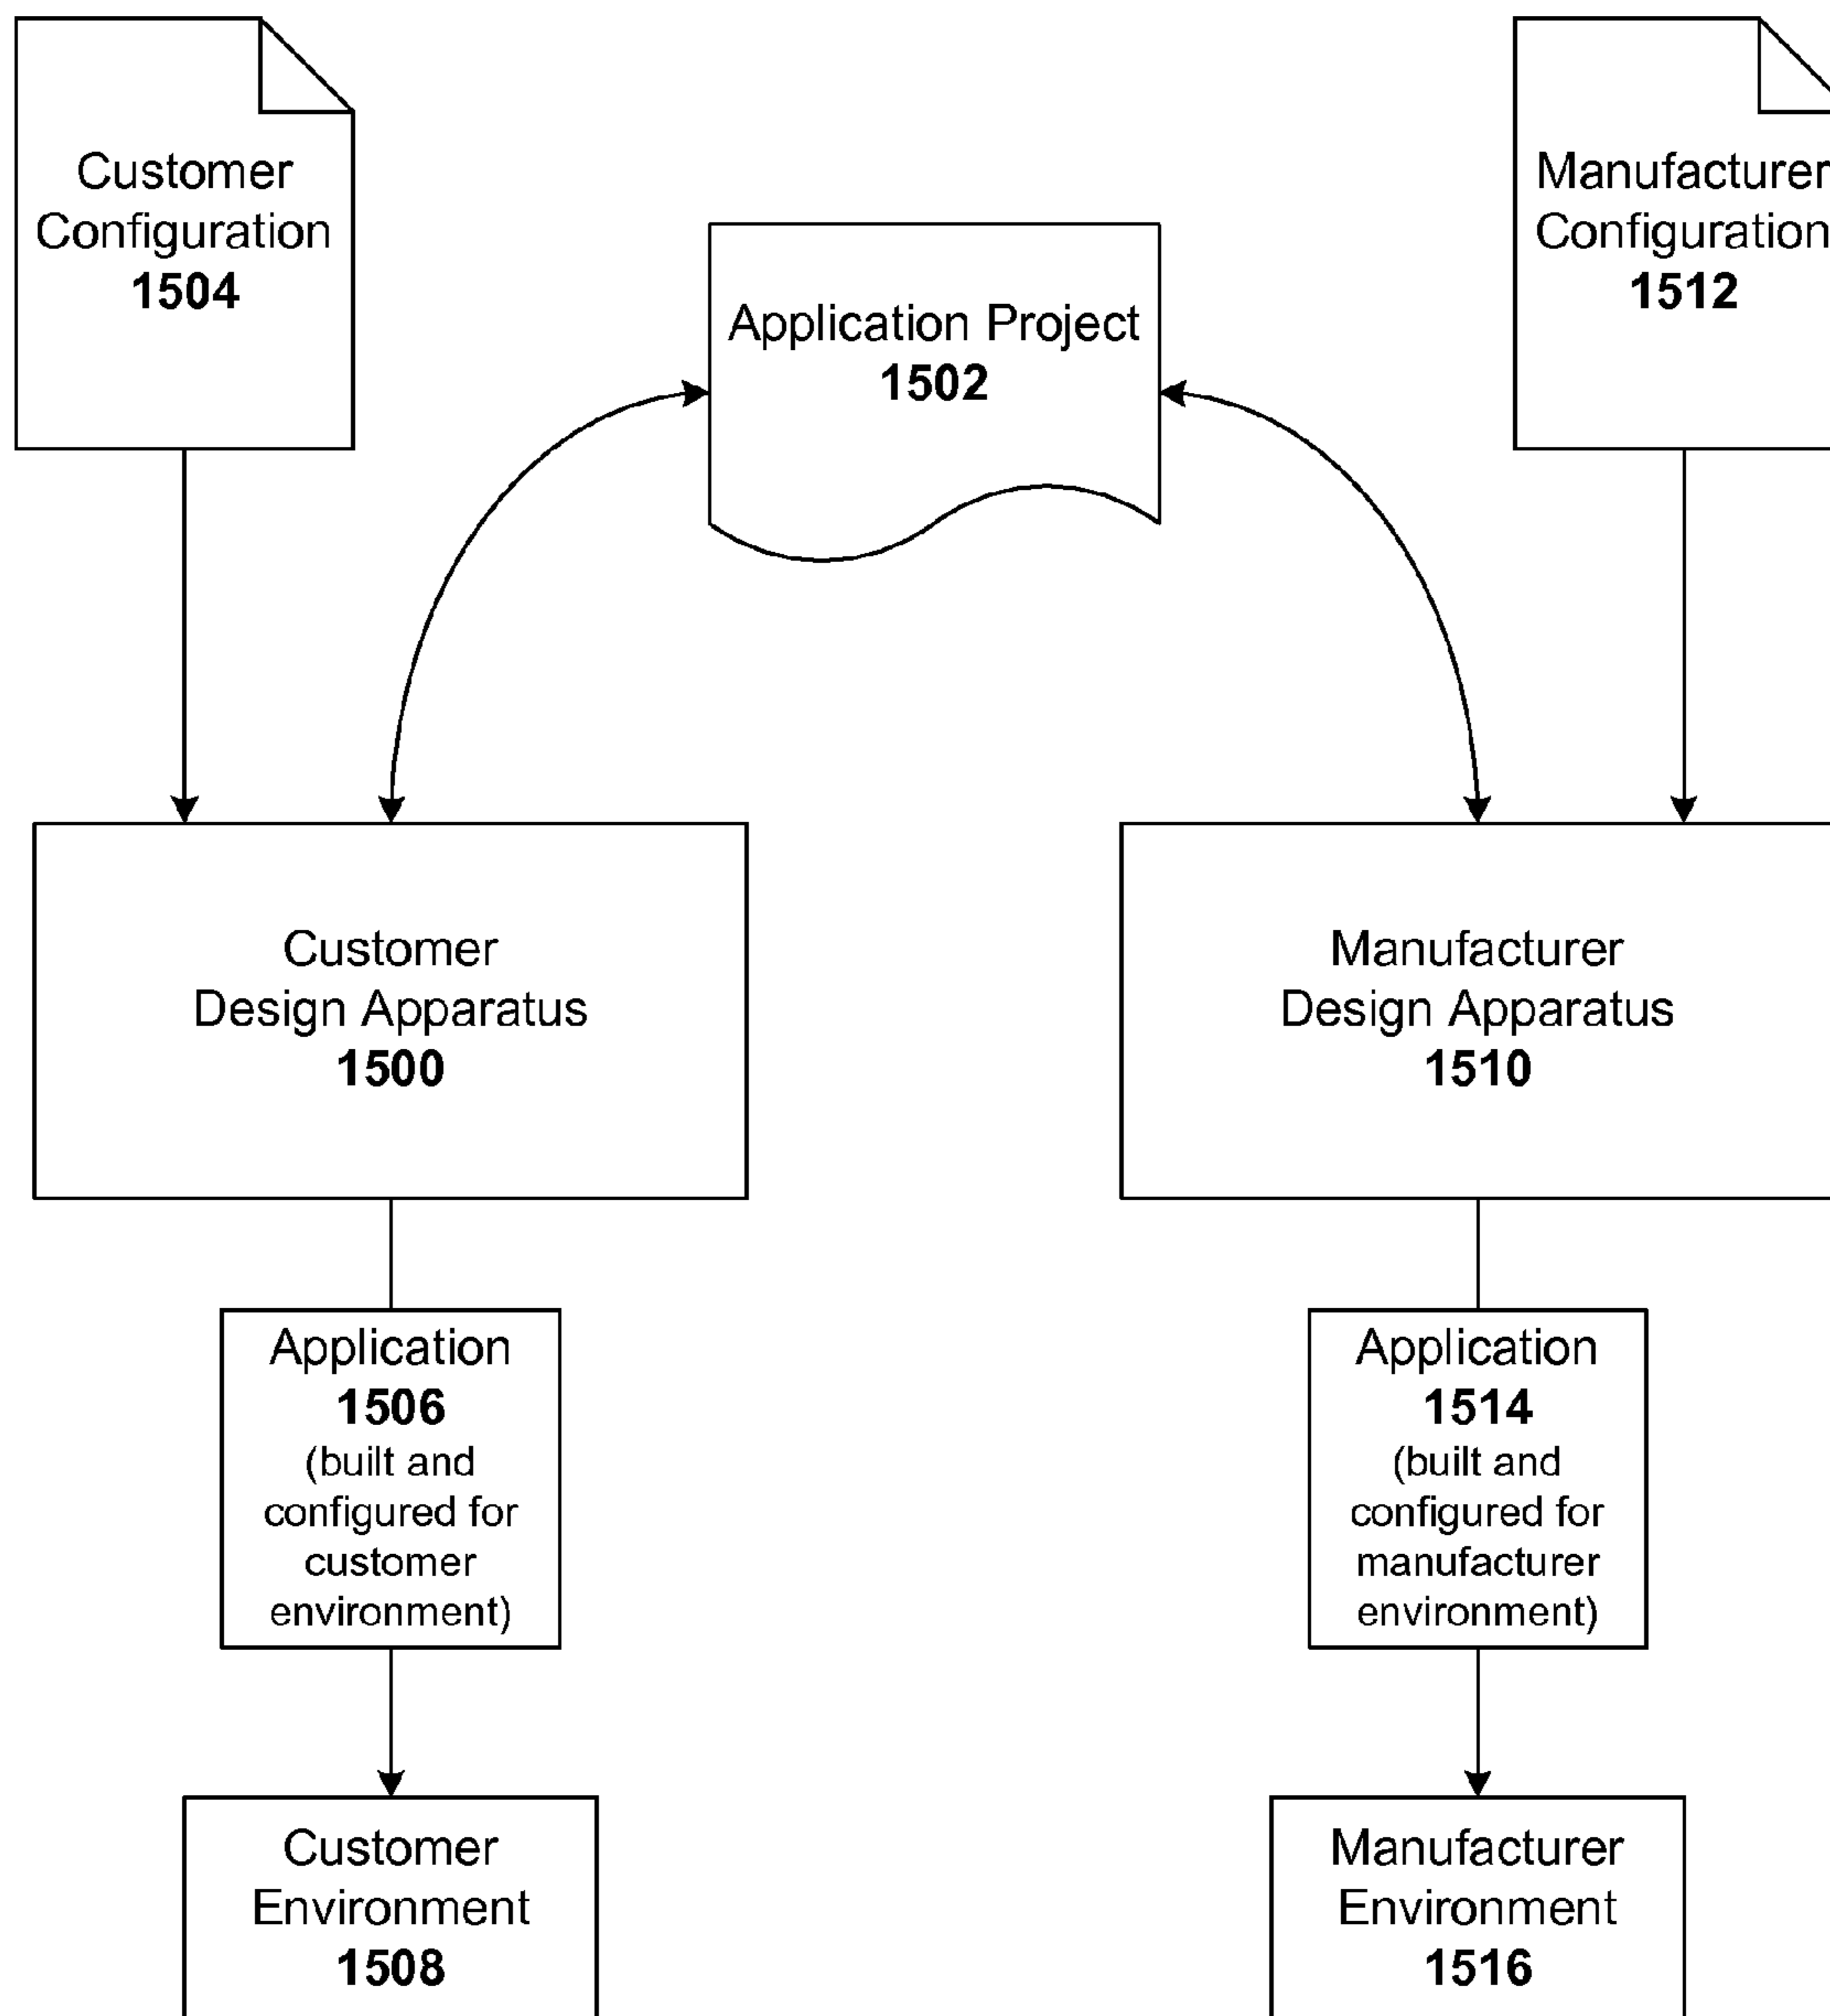 Customer
Configuration
1504
Application Project
1502
Manufacturer
Configuration
1512
Customer
Design Apparatus
1500
Manufacturer
Design Apparatus
1510
Application
1506
(built and
configured for
customer
environment)
Application
1514
(built and
configured for
manufacturer
environment)
Customer
Environment
1508
Manufacturer
Environment
1516